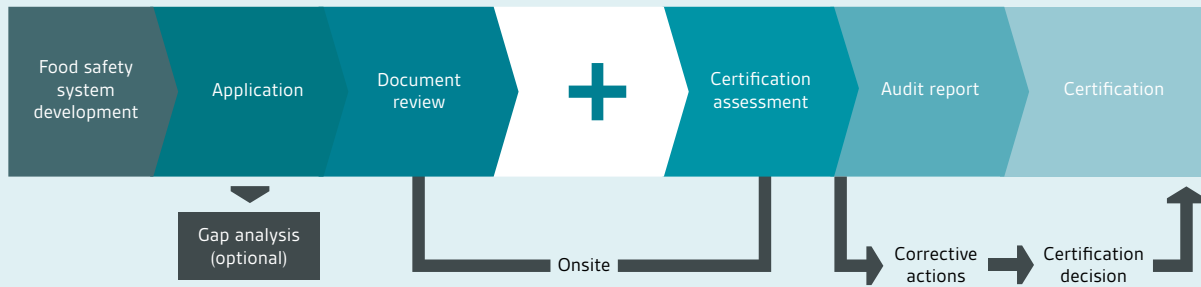 Food safety
system
development
Application
Document
review
+
Certification
assessment
Audit report
Certification
Gap analysis
(optional)
Onsite
Corrective
actions
Certification
decision